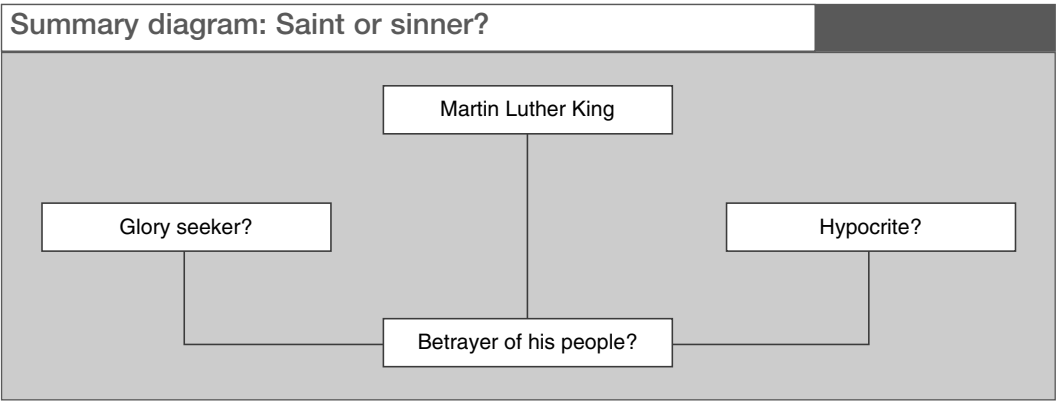 Summary diagram: Saint or sinner?
Martin Luther King
Glory seeker?
Hypocrite?
Betrayer of his people?